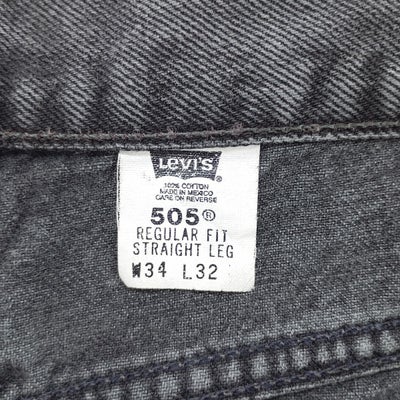 Levi's
100% COTTON
MADE IN MEXICO
CARE ON REVERSE
505®
REGULAR FIT
STRAIGHT LEG
W34 L32